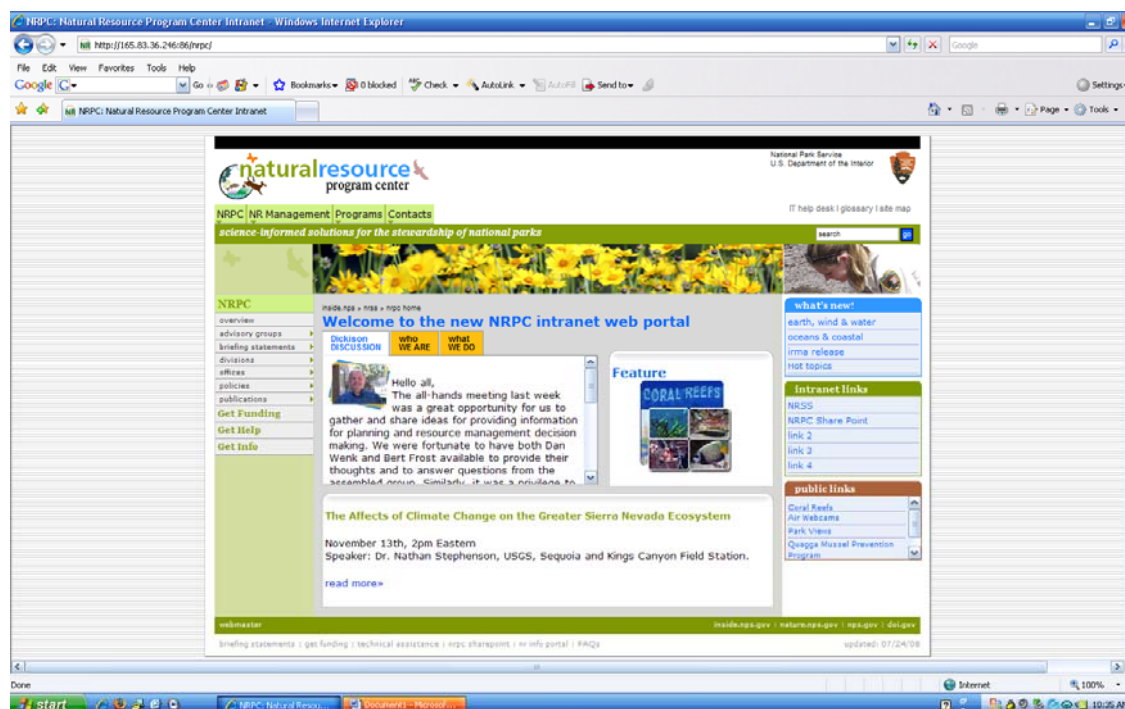 NRPC: Natural Resource Program Center Intranet - Windows Internet Explorer
http://165.83.36.246:86/nrpc/
Google
File Edit View Favorites Tools Help
Google Go Bookmarks 0 blocked Check AutoLink AutoFill Send to Settings
NRPC: Natural Resource Program Center Intranet Page Tools
National Park Service
U.S. Department of the Interior
naturalresource
program center
IT help desk | glossary | site map
NRPC NR Management Programs Contacts
science-informed solutions for the stewardship of national parks
search go
NRPC
overview
advisory groups
briefing statements
divisions
offices
policies
publications
Get Funding
Get Help
Get Info
inside.nps » nrss » nrpc home
Welcome to the new NRPC intranet web portal
Dickison DISCUSSION
who WE ARE
what WE DO
Hello all,
The all-hands meeting last week
was a great opportunity for us to
gather and share ideas for providing information
for planning and resource management decision
making. We were fortunate to have both Dan
Wenk and Bert Frost available to provide their
thoughts and to answer questions from the
assembled group. Similarly, it was a privilege to
Feature
CORAL REEFS
The Affects of Climate Change on the Greater Sierra Nevada Ecosystem
November 13th, 2pm Eastern
Speaker: Dr. Nathan Stephenson, USGS, Sequoia and Kings Canyon Field Station.
read more»
what's new!
earth, wind & water
oceans & coastal
irma release
Hot topics
intranet links
NRSS
NRPC Share Point
link 2
link 3
link 4
public links
Coral Reefs
Air Webcams
Park Views
Quagga Mussel Prevention
Program
webmaster inside.nps.gov | nature.nps.gov | nps.gov | doi.gov
briefing statements | get funding | technical assistance | nrpc sharepoint | nr info portal | FAQs updated: 07/24/08
Done Internet 100%
start NRPC: Natural Resou... Document1 - Microsof... 10:35 AM